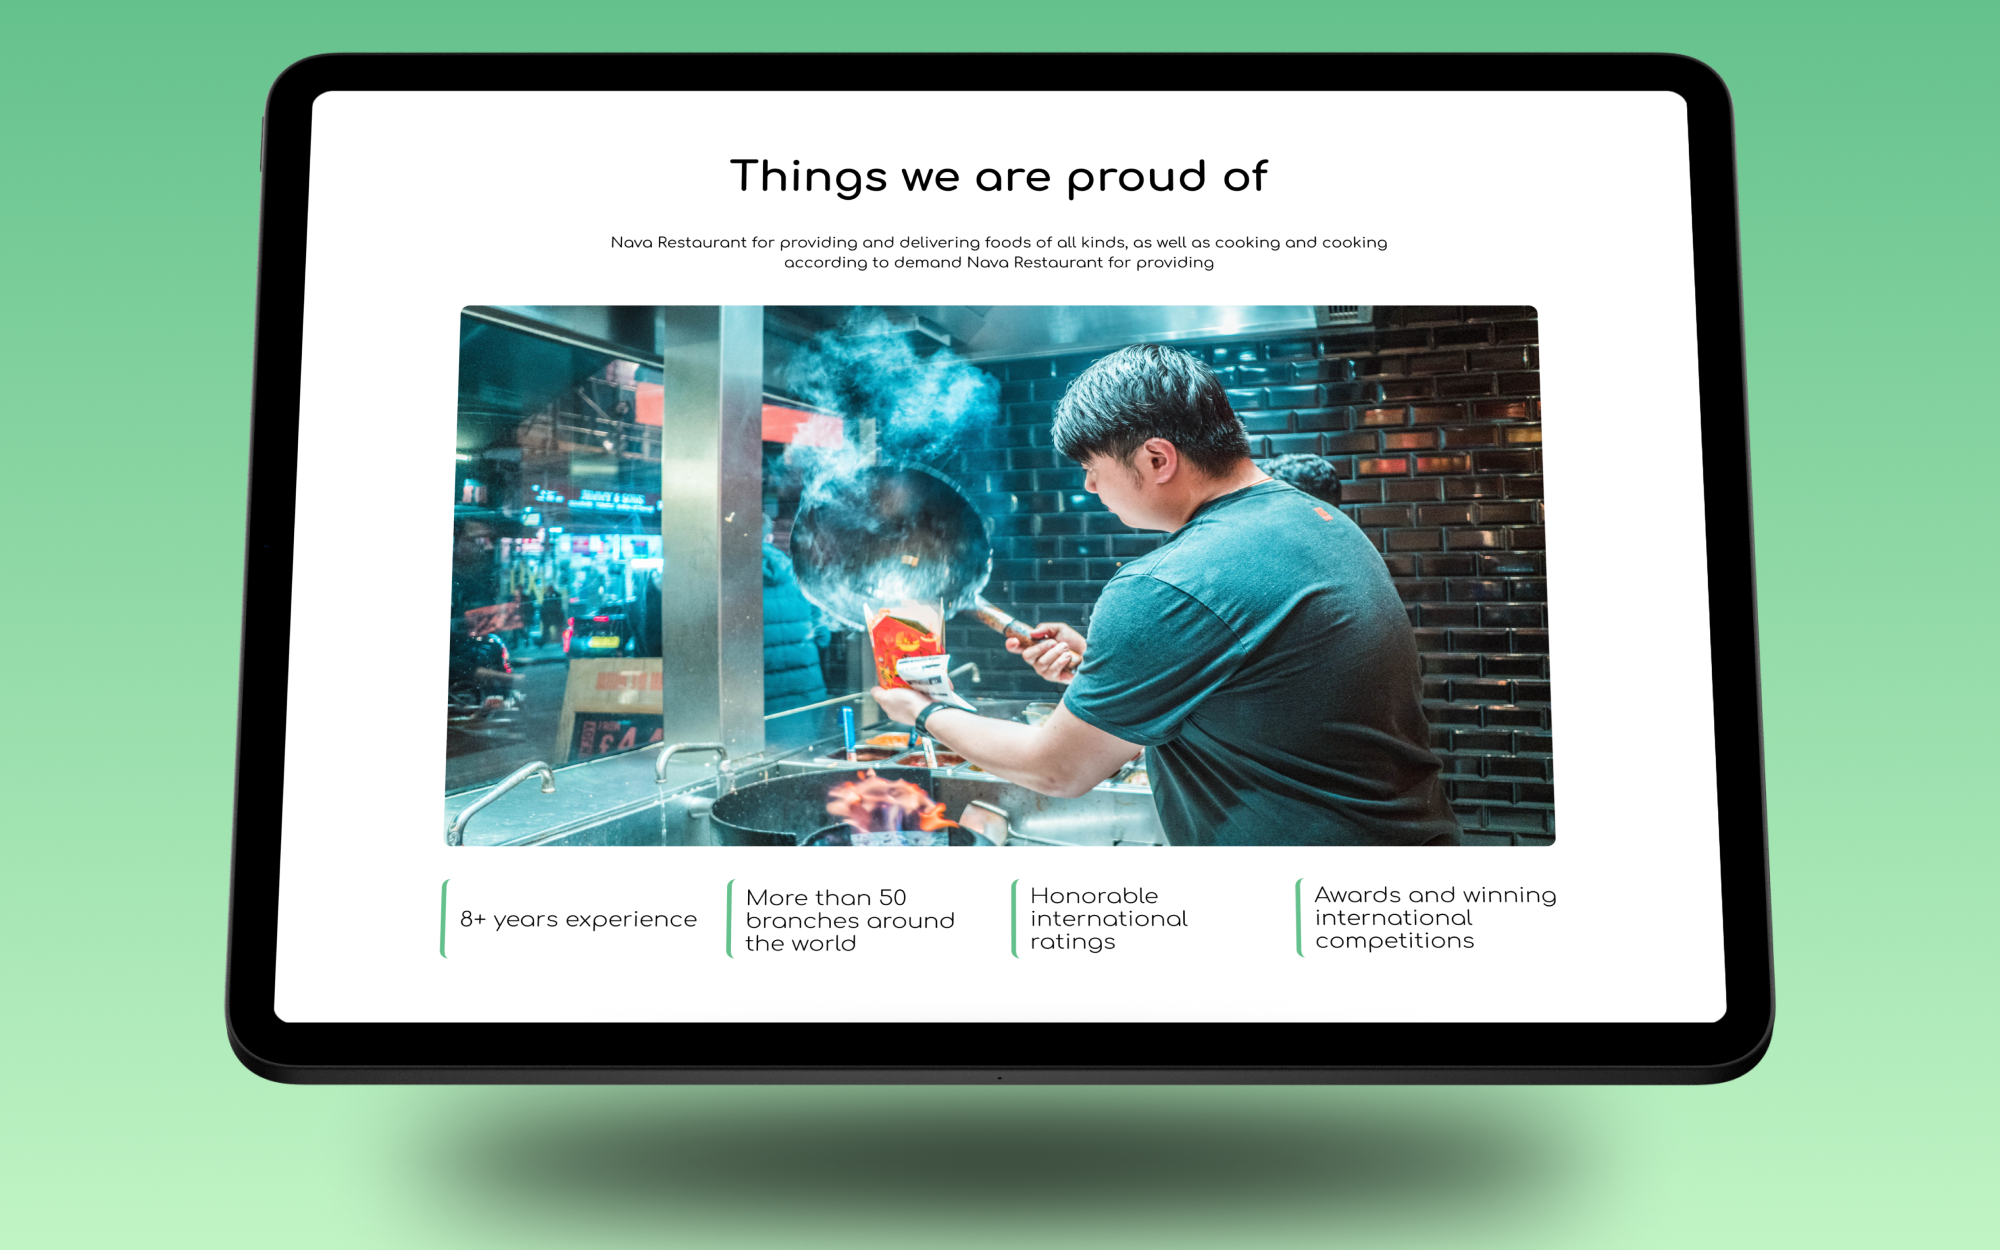 Things we are proud of
Nava Restaurant for providing and delivering foods of all kinds, as well as cooking and cooking
according to demand Nava Restaurant for providing
8+ years experience
More than 50
branches around
the world
Honorable
international
ratings
Awards and winning
international
competitions